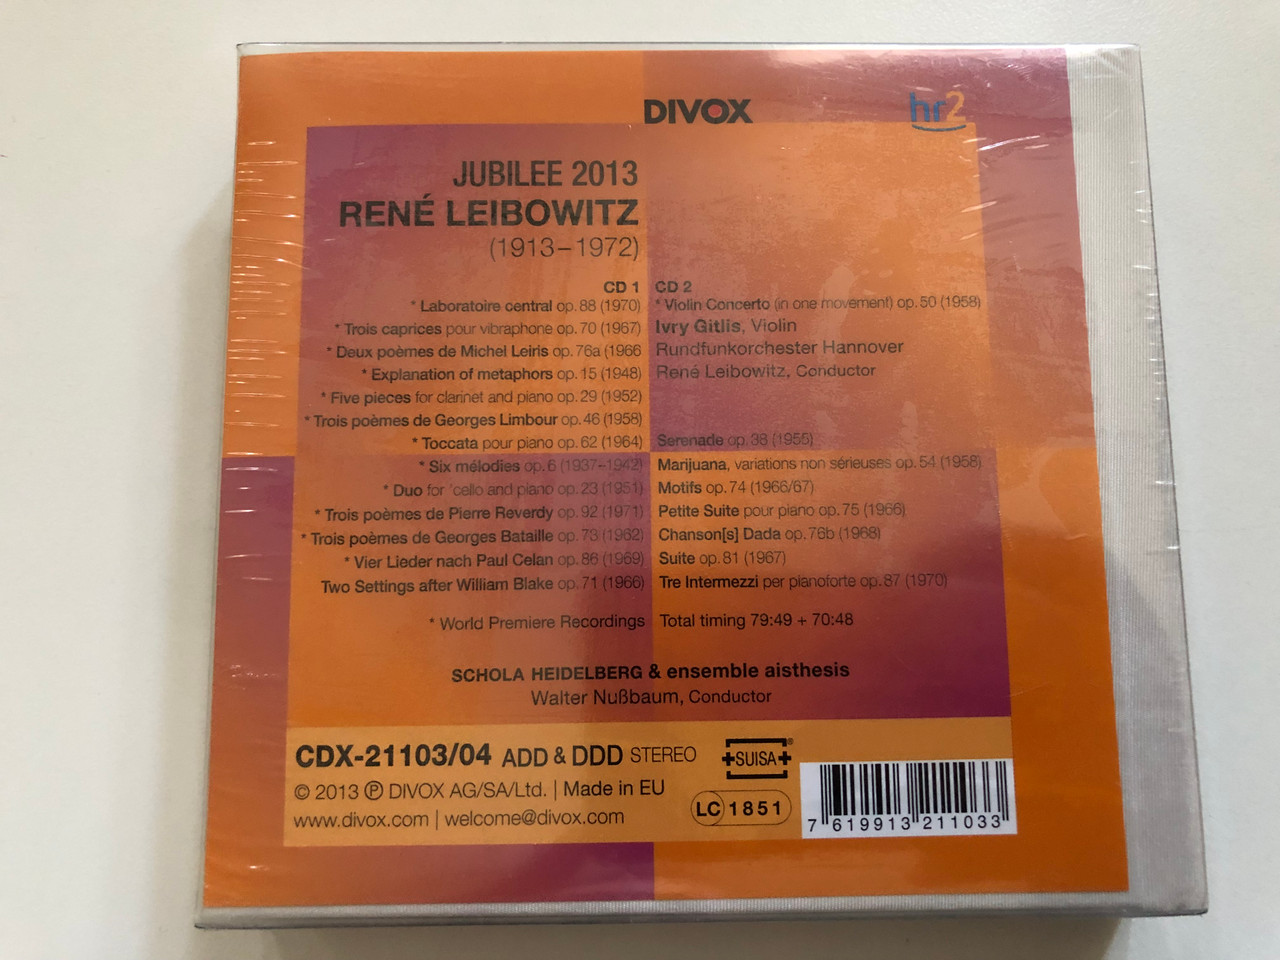 DIVOX
hr2
JUBILEE 2013
RENÉ LEIBOWITZ
(1913–1972)
CD 1
* Laboratoire central op. 88 (1970)
* Trois caprices pour vibraphone op. 70 (1967)
* Deux poèmes de Michel Leiris op. 76a (1966
* Explanation of metaphors op. 15 (1948)
* Five pieces for clarinet and piano op. 29 (1952)
* Trois poèmes de Georges Limbour op. 46 (1958)
* Toccata pour piano op. 62 (1964)
* Six mélodies op. 6 (1937–1942)
* Duo for 'cello and piano op. 23 (1951)
* Trois poèmes de Pierre Reverdy op. 92 (1971)
* Trois poèmes de Georges Bataille op. 73 (1962)
* Vier Lieder nach Paul Celan op. 86 (1969)
Two Settings after William Blake op. 71 (1966)
* World Premiere Recordings
CD 2
* Violin Concerto (in one movement) op. 50 (1958)
Ivry Gitlis, Violin
Rundfunkorchester Hannover
René Leibowitz, Conductor
Serenade op. 38 (1955)
Marijuana, variations non sérieuses op. 54 (1958)
Motifs op. 74 (1966/67)
Petite Suite pour piano op. 75 (1966)
Chanson[s] Dada op. 76b (1968)
Suite op. 81 (1967)
Tre Intermezzi per pianoforte op. 87 (1970)
Total timing 79:49 + 70:48
SCHOLA HEIDELBERG & ensemble aisthesis
Walter Nußbaum, Conductor
CDX-21103/04 ADD & DDD STEREO
© 2013 ℗ DIVOX AG/SA/Ltd. | Made in EU
www.divox.com | welcome@divox.com
SUISA®
LC 1851
7 619913 211033